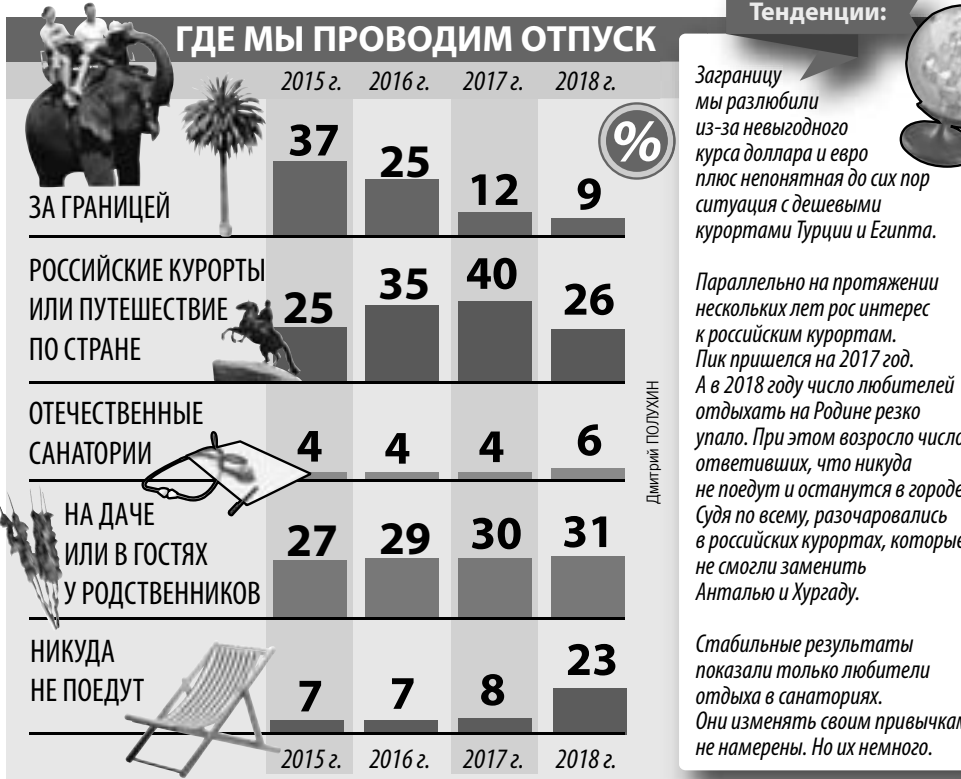 ГДЕ МЫ ПРОВОДИМ ОТПУСК
2015 г. 2016 г. 2017 г. 2018 г.
%
ЗА ГРАНИЦЕЙ
37 25 12 9
РОССИЙСКИЕ КУРОРТЫ
ИЛИ ПУТЕШЕСТВИЕ
ПО СТРАНЕ
25 35 40 26
ОТЕЧЕСТВЕННЫЕ
САНАТОРИИ
4 4 4 6
НА ДАЧЕ
ИЛИ В ГОСТЯХ
У РОДСТВЕННИКОВ
27 29 30 31
НИКУДА
НЕ ПОЕДУТ
7 7 8 23
2015 г. 2016 г. 2017 г. 2018 г.
Дмитрий ПОЛУХИН
Тенденции:
Заграницу
мы разлюбили
из-за невыгодного
курса доллара и евро
плюс непонятная до сих пор
ситуация с дешевыми
курортами Турции и Египта.
Параллельно на протяжении
нескольких лет рос интерес
к российским курортам.
Пик пришелся на 2017 год.
А в 2018 году число любителей
отдыхать на Родине резко
упало. При этом возросло число
ответивших, что никуда
не поедут и останутся в городе
Судя по всему, разочаровались
в российских курортах, которые
не смогли заменить
Анталью и Хургаду.
Стабильные результаты
показали только любители
отдыха в санаториях.
Они изменять своим привычкам
не намерены. Но их немного.